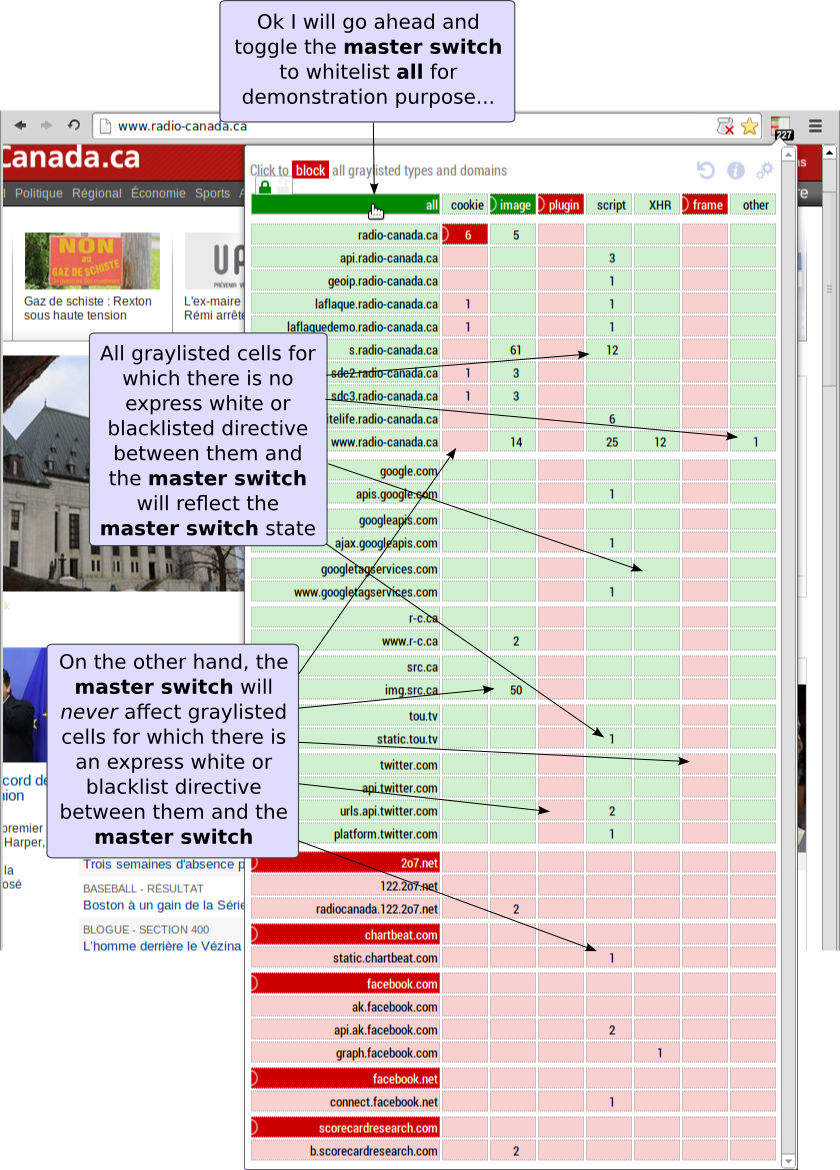 Ok I will go ahead and
toggle the master switch
to whitelist all for
demonstration purpose...
www.radio-canada.ca
227
Canada.ca
Politique Régional Économie Sports
Click to block all graylisted types and domains
all cookie image plugin script XHR frame other
radio-canada.ca 6 5
api.radio-canada.ca 3
geoip.radio-canada.ca 1
laflaque.radio-canada.ca 1 1
laflaquedemo.radio-canada.ca 1 1
s.radio-canada.ca 61 12
sdc2.radio-canada.ca 1 3
sdc3.radio-canada.ca 1 3
itelife.radio-canada.ca 6
www.radio-canada.ca 14 25 12 1
google.com
apis.google.com 1
googleapis.com
ajax.googleapis.com 1
googletagservices.com
www.googletagservices.com 1
r-c.ca
www.r-c.ca 2
src.ca
img.src.ca 50
tou.tv
static.tou.tv 1
twitter.com
api.twitter.com
urls.api.twitter.com 2
platform.twitter.com 1
2o7.net
122.2o7.net
radiocanada.122.2o7.net 2
chartbeat.com
static.chartbeat.com 1
facebook.com
ak.facebook.com
api.ak.facebook.com 2
graph.facebook.com 1
facebook.net
connect.facebook.net 1
scorecardresearch.com
b.scorecardresearch.com 2
NON
au
GAZ DE SCHISTE
Gaz de schiste : Rexton
sous haute tension
L'ex-maire
Rémi arrêt
All graylisted cells for
which there is no
express white or
blacklisted directive
between them and
the master switch
will reflect the
master switch state
On the other hand, the
master switch will
never affect graylisted
cells for which there is
an express white or
blacklist directive
between them and the
master switch
cord de
nion
premier
Harper,
la
osé
Trois semaines d'absence p
BASEBALL - RÉSULTAT
Boston à un gain de la Série
BLOGUE - SECTION 400
L'homme derrière le Vézina